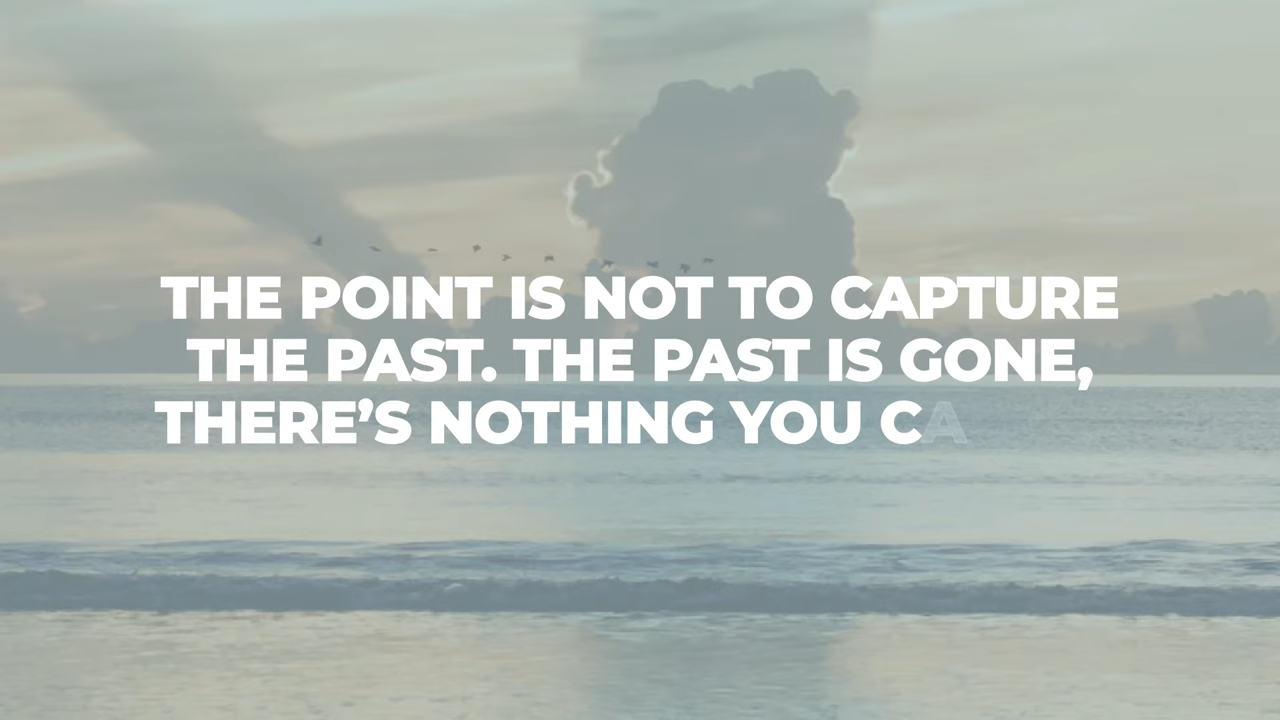 THE POINT IS NOT TO CAPTURE
THE PAST. THE PAST IS GONE,
THERE’S NOTHING YOU CA